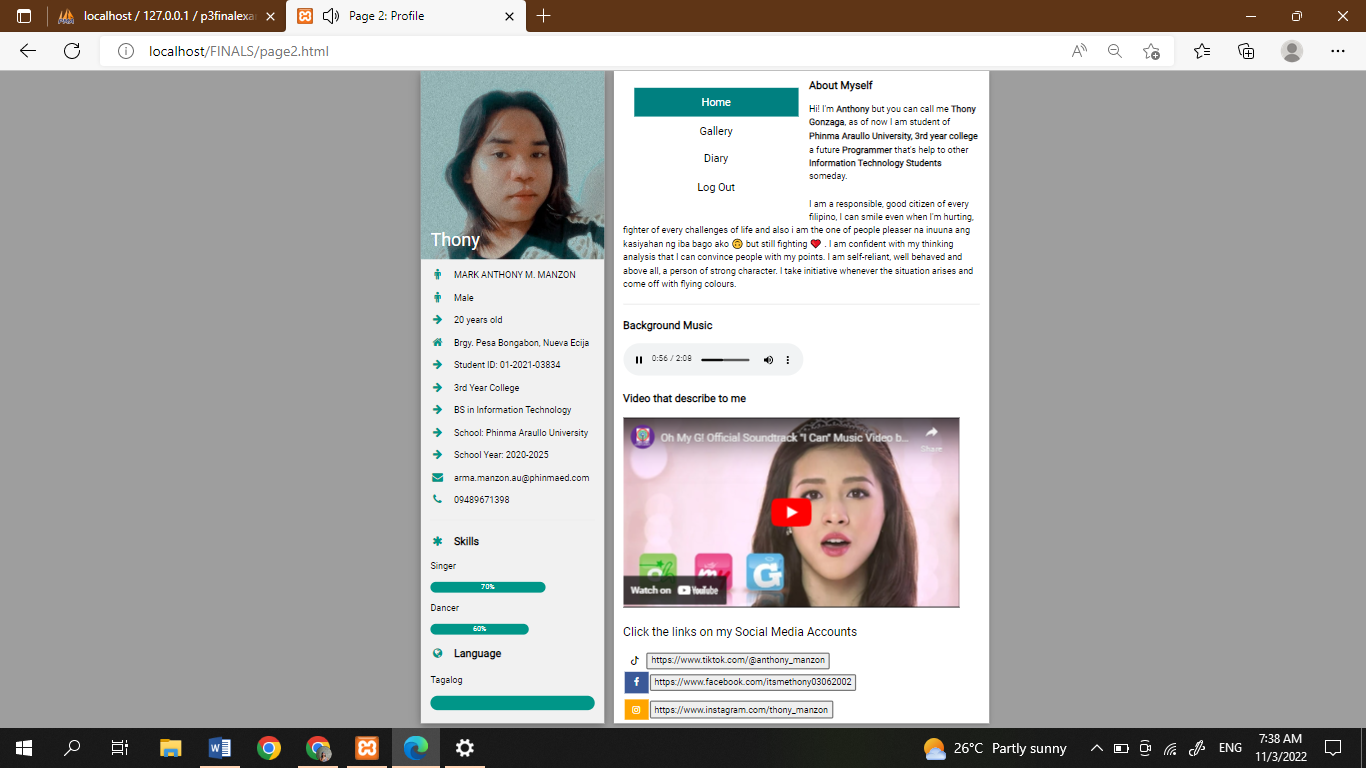 localhost / 127.0.0.1 / p3finalexa
Page 2: Profile
localhost/FINALS/page2.html
Thony
MARK ANTHONY M. MANZON
Male
20 years old
Brgy. Pesa Bongabon, Nueva Ecija
Student ID: 01-2021-03834
3rd Year College
BS in Information Technology
School: Phinma Araullo University
School Year: 2020-2025
arma.manzon.au@phinmaed.com
09489671398
Skills
Singer
70%
Dancer
60%
Language
Tagalog
Home
Gallery
Diary
Log Out
About Myself
Hi! I'm Anthony but you can call me Thony
Gonzaga, as of now I am student of
Phinma Araullo University, 3rd year college
a future Programmer that's help to other
Information Technology Students
someday.
I am a responsible, good citizen of every
filipino, I can smile even when I'm hurting,
fighter of every challenges of life and also i am the one of people pleaser na inuuna ang
kasiyahan ng iba bago ako 🙃 but still fighting ❤️ . I am confident with my thinking
analysis that I can convince people with my points. I am self-reliant, well behaved and
above all, a person of strong character. I take initiative whenever the situation arises and
come off with flying colours.
Background Music
0:56 / 2:08
Video that describe to me
Oh My G! Official Soundtrack "I Can" Music Video b...
Share
Watch on YouTube
Click the links on my Social Media Accounts
https://www.tiktok.com/@anthony_manzon
https://www.facebook.com/itsmethony03062002
https://www.instagram.com/thony_manzon
26°C Partly sunny
ENG
7:38 AM
11/3/2022